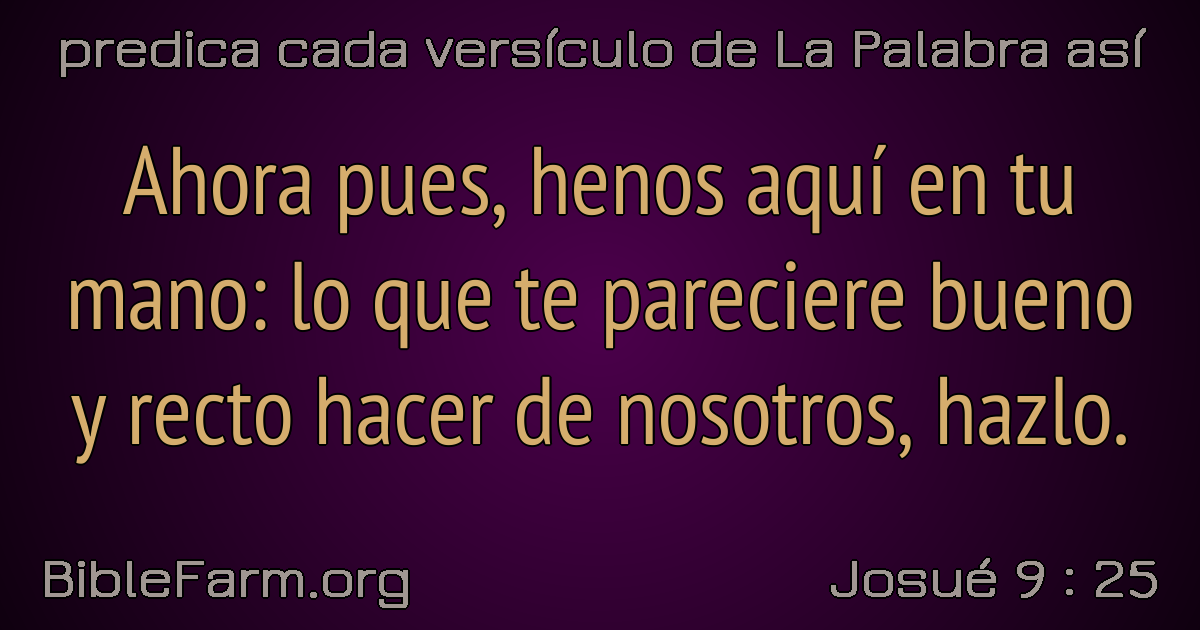 predica cada versículo de La Palabra así
Ahora pues, henos aquí en tu
mano: lo que te pareciere bueno
y recto hacer de nosotros, hazlo.
BibleFarm.org
Josué 9 : 25